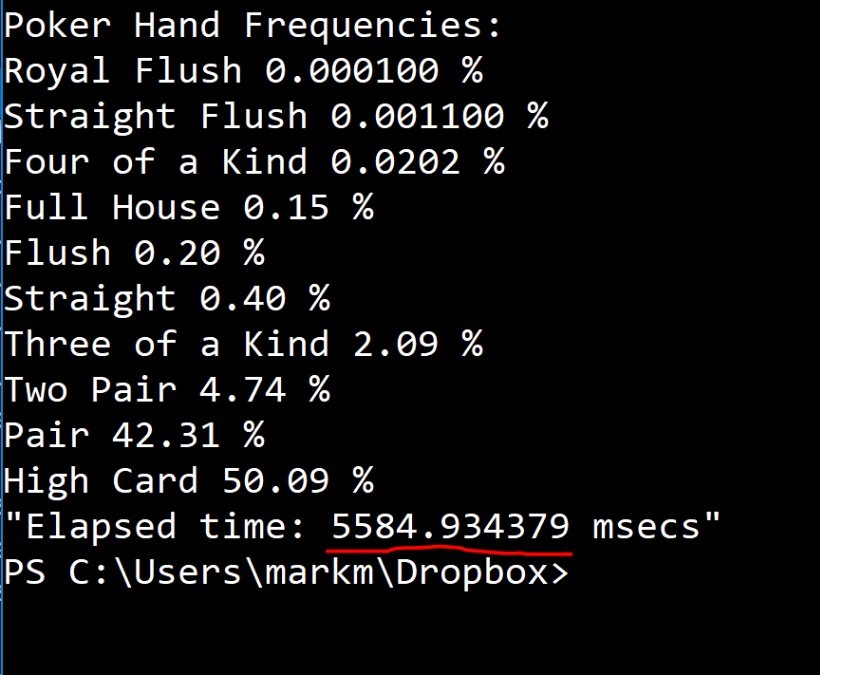 Poker Hand Frequencies:
Royal Flush 0.000100 %
Straight Flush 0.001100 %
Four of a Kind 0.0202 %
Full House 0.15 %
Flush 0.20 %
Straight 0.40 %
Three of a Kind 2.09 %
Two Pair 4.74 %
Pair 42.31 %
High Card 50.09 %
"Elapsed time: 5584.934379 msecs"
PS C:\Users\markm\Dropbox>